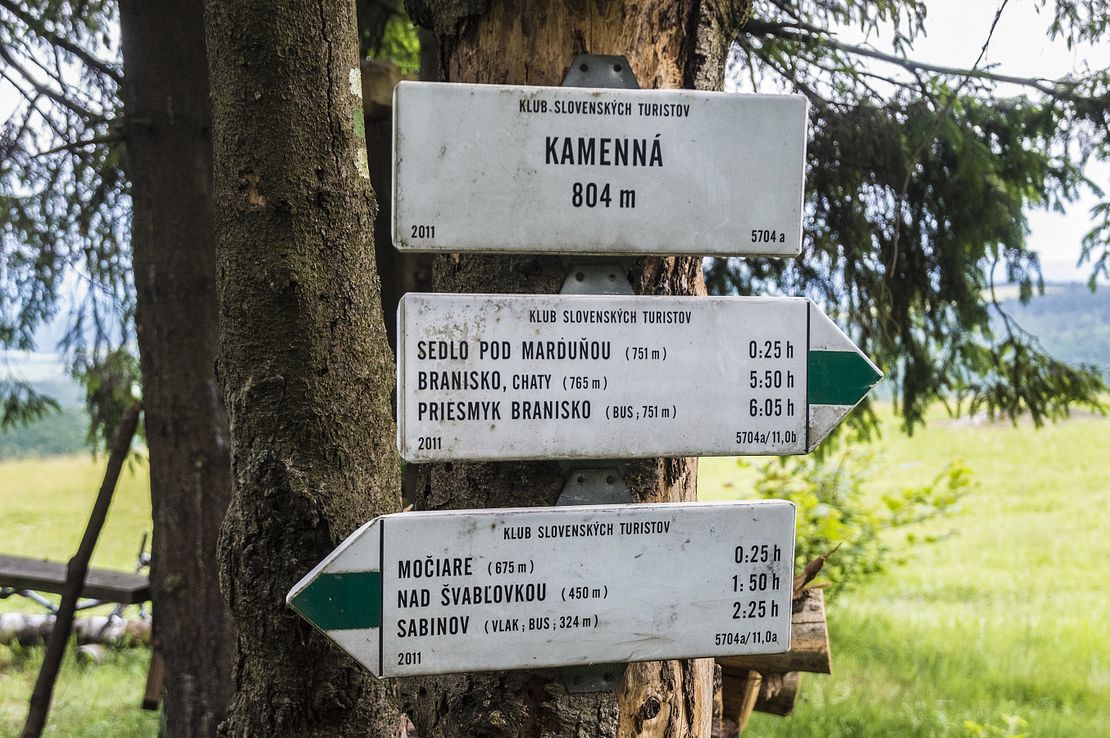 KLUB SLOVENSKÝCH TURISTOV
KAMENNÁ
804 m
2011 5704 a
KLUB SLOVENSKÝCH TURISTOV
SEDLO POD MARDUŇOU (751 m) 0:25 h
BRANISKO, CHATY (765 m) 5:50 h
PRIESMYK BRANISKO (BUS; 751 m) 6:05 h
2011 5704a/11,0b
KLUB SLOVENSKÝCH TURISTOV
MOČIARE (675 m) 0:25 h
NAD ŠVABĽOVKOU (450 m) 1:50 h
SABINOV (VLAK; BUS; 324 m) 2:25 h
2011 5704a/11,0a